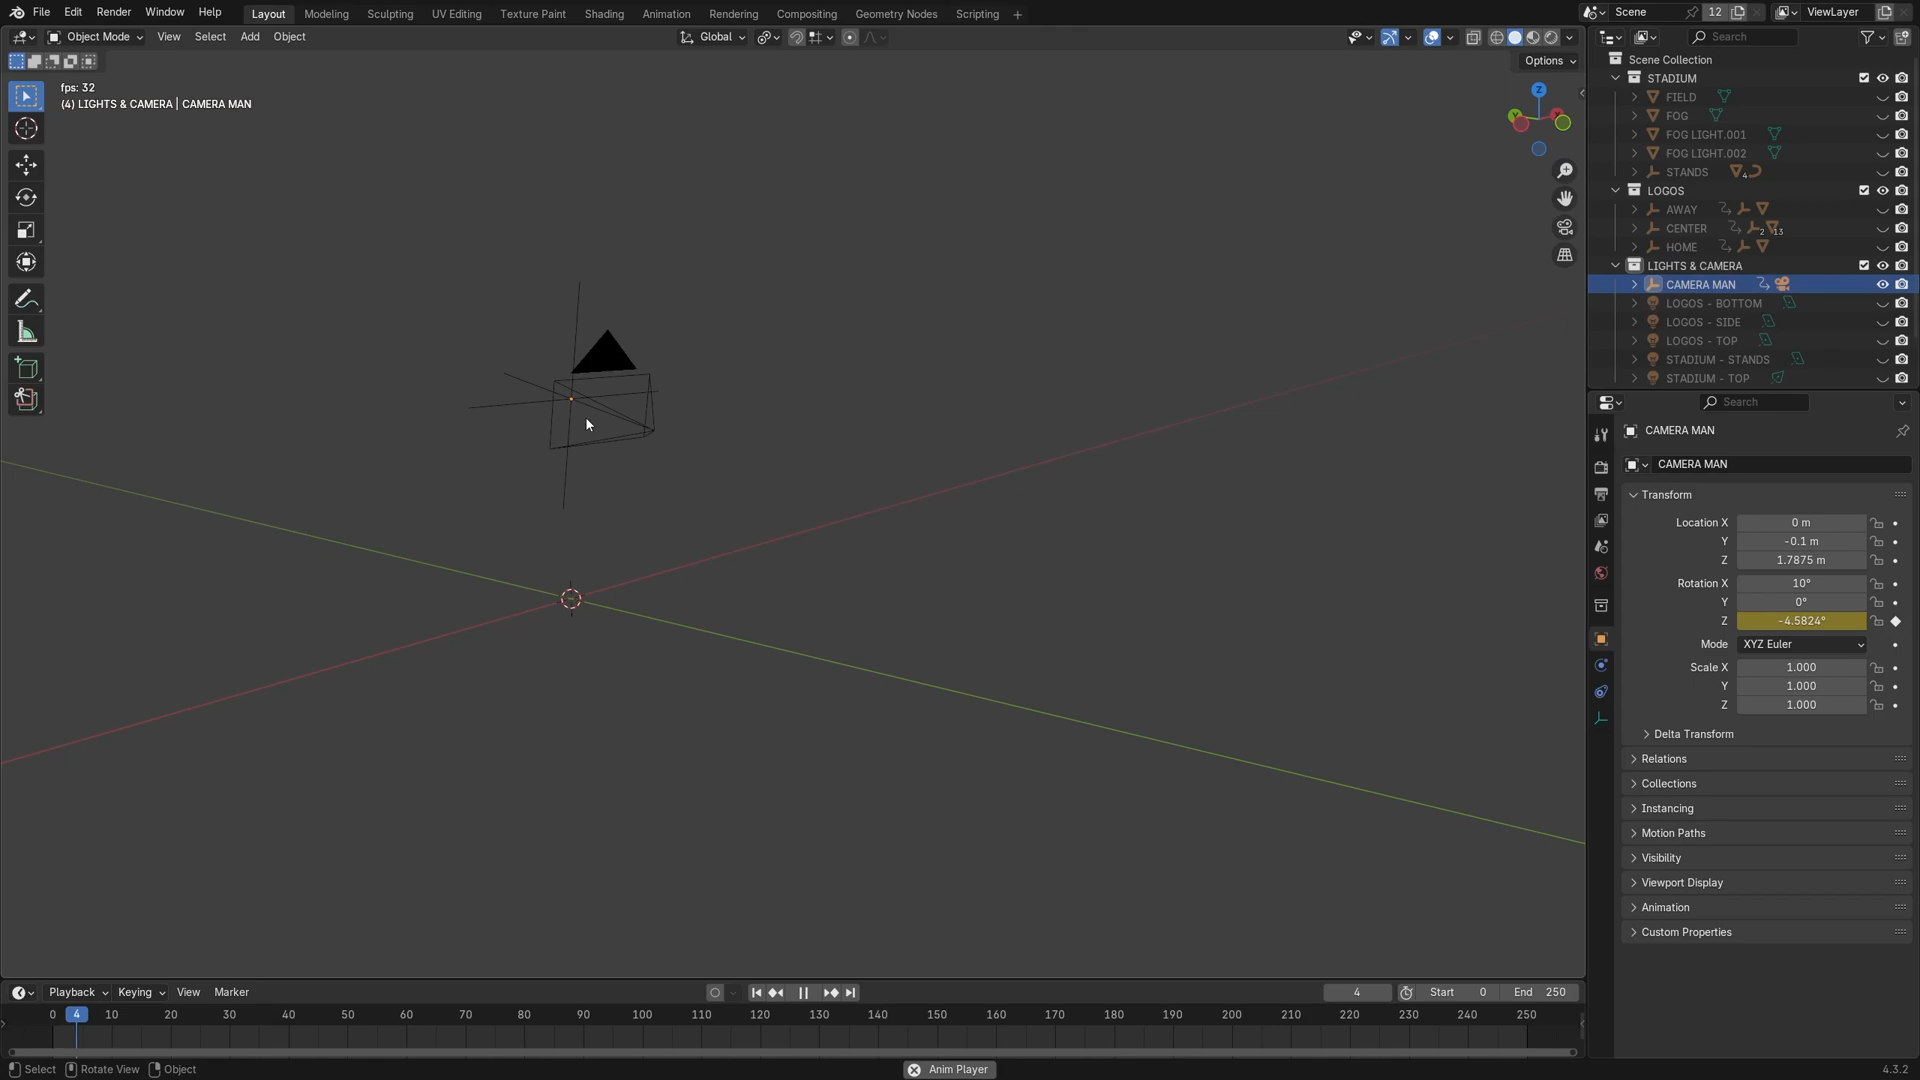 File Edit Render Window Help Layout Modeling Sculpting UV Editing Texture Paint Shading Animation Rendering Compositing Geometry Nodes Scripting + Scene 12 ViewLayer
Object Mode View Select Add Object Global Search
Options
fps: 32
(4) LIGHTS & CAMERA | CAMERA MAN
Z
Scene Collection
STADIUM
FIELD
FOG
FOG LIGHT.001
FOG LIGHT.002
STANDS 4
LOGOS
AWAY
CENTER 2 13
HOME
LIGHTS & CAMERA
CAMERA MAN
LOGOS - BOTTOM
LOGOS - SIDE
LOGOS - TOP
STADIUM - STANDS
STADIUM - TOP
Search
CAMERA MAN
CAMERA MAN
Transform
Location X 0 m
Y -0.1 m
Z 1.7875 m
Rotation X 10°
Y 0°
Z -4.5824°
Mode XYZ Euler
Scale X 1.000
Y 1.000
Z 1.000
Delta Transform
Relations
Collections
Instancing
Motion Paths
Visibility
Viewport Display
Animation
Custom Properties
Playback Keying View Marker 4 Start 0 End 250
0 4 10 20 30 40 50 60 70 80 90 100 110 120 130 140 150 160 170 180 190 200 210 220 230 240 250
Select Rotate View Object Anim Player 4.3.2